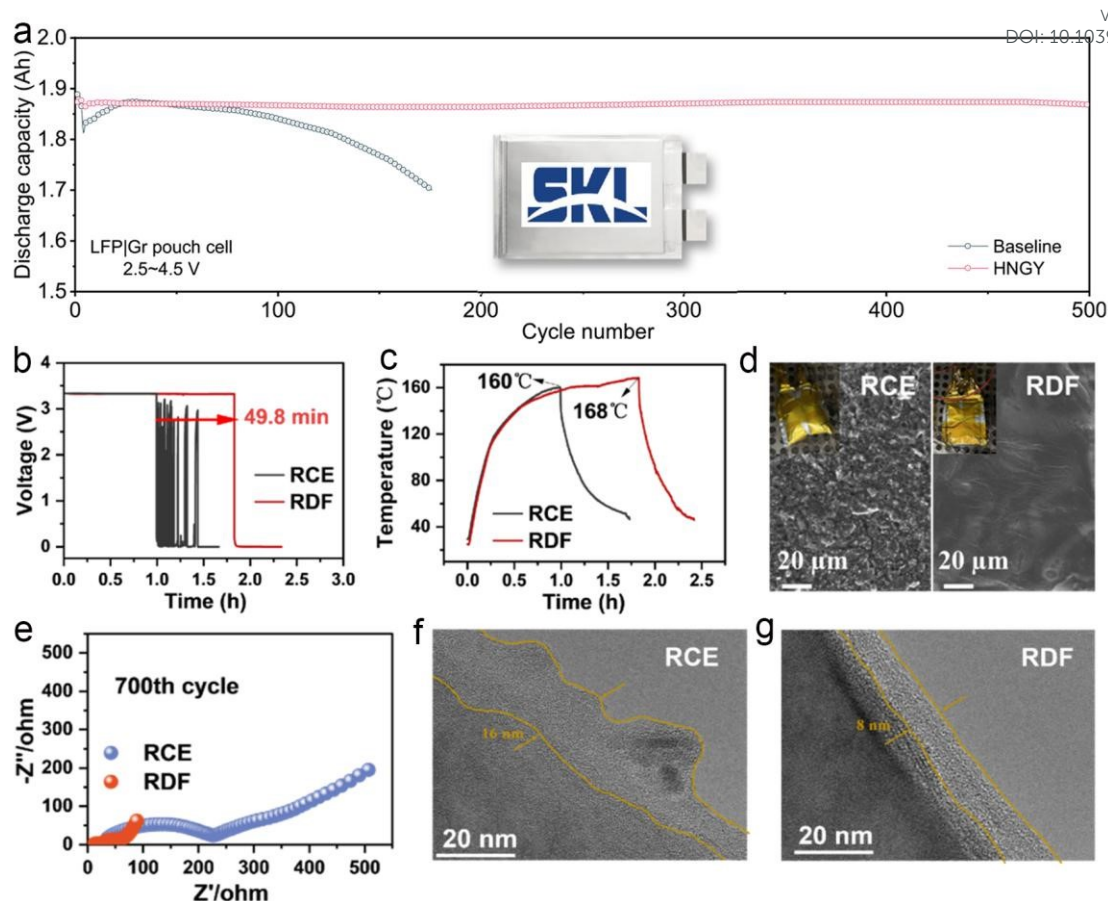 v
DOI: 10.1039
a
2.0
1.9
1.8
1.7
1.6
1.5
Discharge capacity (Ah)
SKL
LFP|Gr pouch cell
2.5~4.5 V
Baseline
HNGY
0
100
200
300
400
500
Cycle number
b
4
3
2
1
0
Voltage (V)
49.8 min
RCE
RDF
0.0 0.5 1.0 1.5 2.0 2.5 3.0
Time (h)
c
160
120
80
40
Temperature (℃)
160℃
168℃
RCE
RDF
0.0 0.5 1.0 1.5 2.0 2.5
Time (h)
d
RCE
RDF
20 μm
20 μm
e
500
400
300
200
100
0
-Z''/ohm
700th cycle
RCE
RDF
0 100 200 300 400 500
Z'/ohm
f
RCE
16 nm
20 nm
g
RDF
8 nm
20 nm